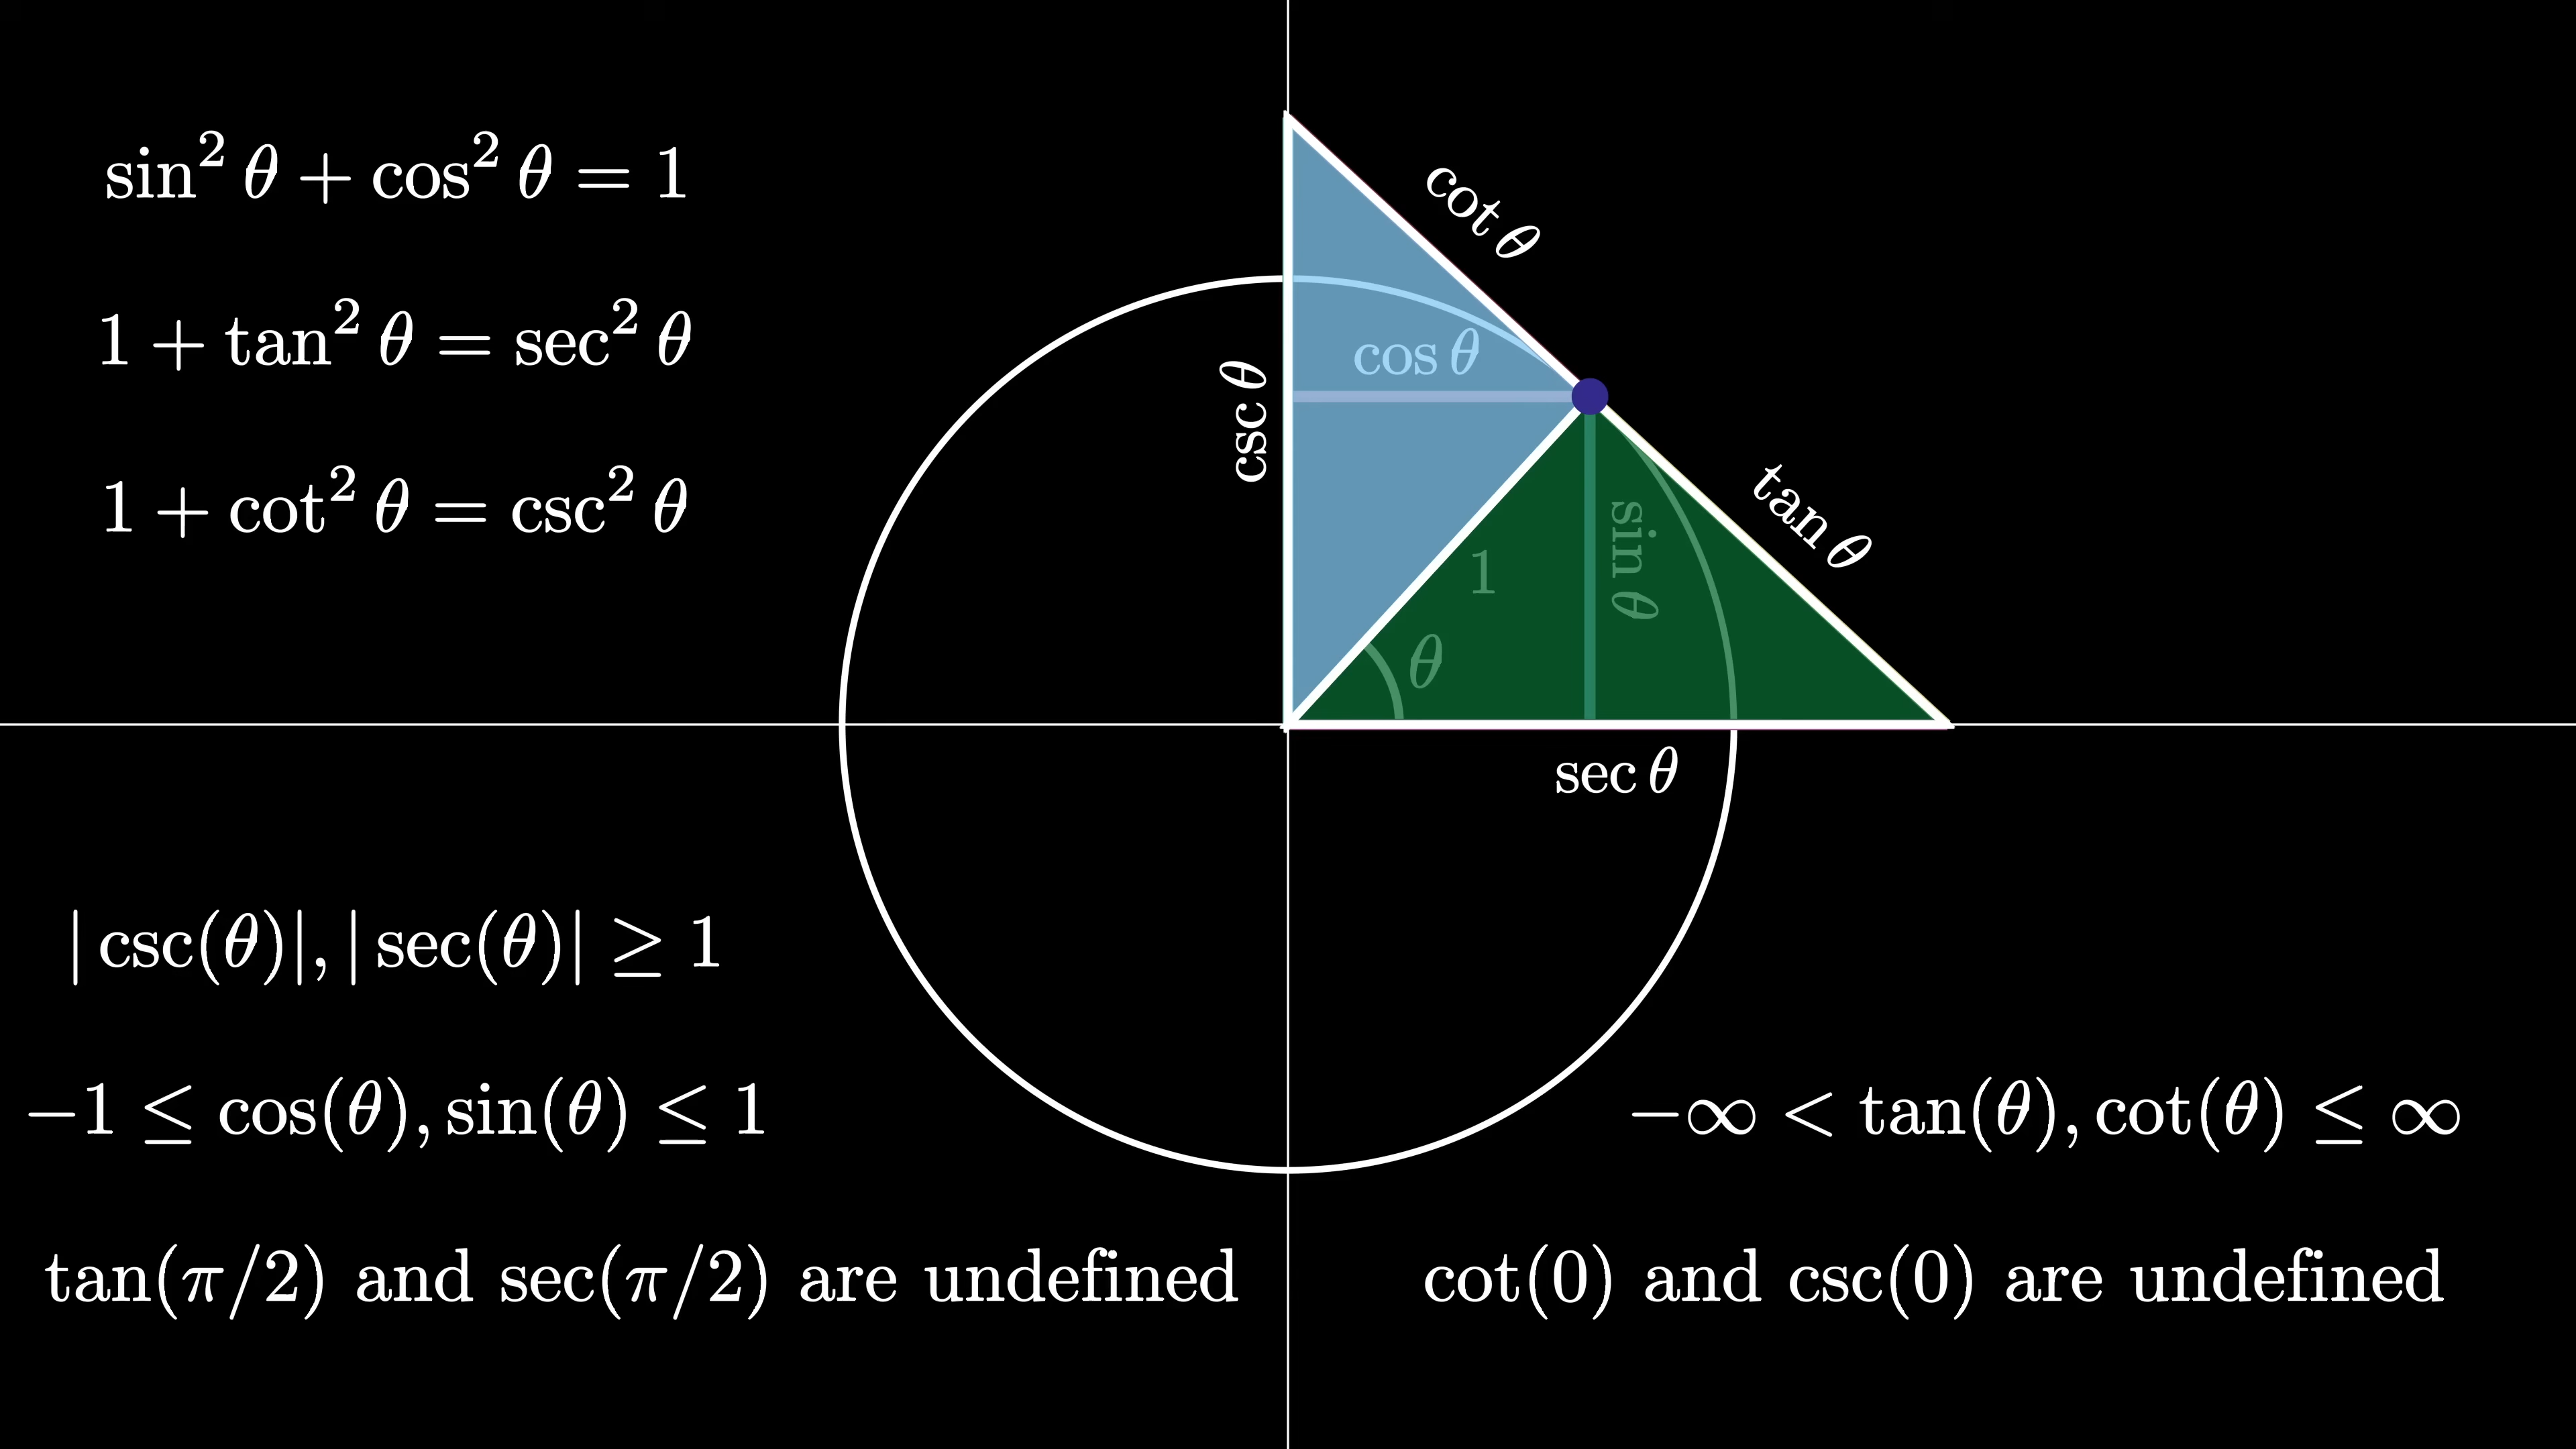 sin² θ + cos² θ = 1
1 + tan² θ = sec² θ
1 + cot² θ = csc² θ
cot θ
cos θ
csc θ
tan θ
sin θ
1
θ
sec θ
| csc(θ)|, | sec(θ)| ≥ 1
−1 ≤ cos(θ), sin(θ) ≤ 1
−∞ < tan(θ), cot(θ) ≤ ∞
tan(π/2) and sec(π/2) are undefined
cot(0) and csc(0) are undefined